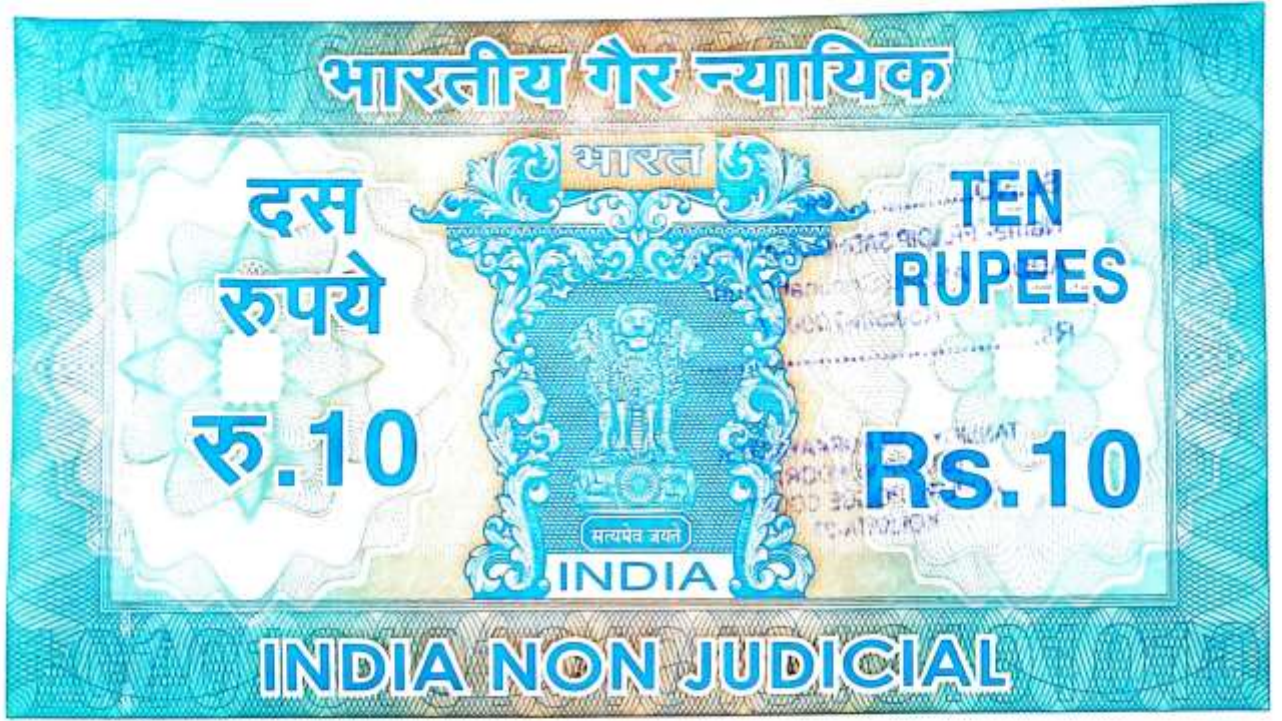 भारतीय गैर न्यायिक
भारत
दस
रुपये
रु.10
TEN
RUPEES
Rs.10
सत्यमेव जयते
INDIA
INDIA NON JUDICIAL